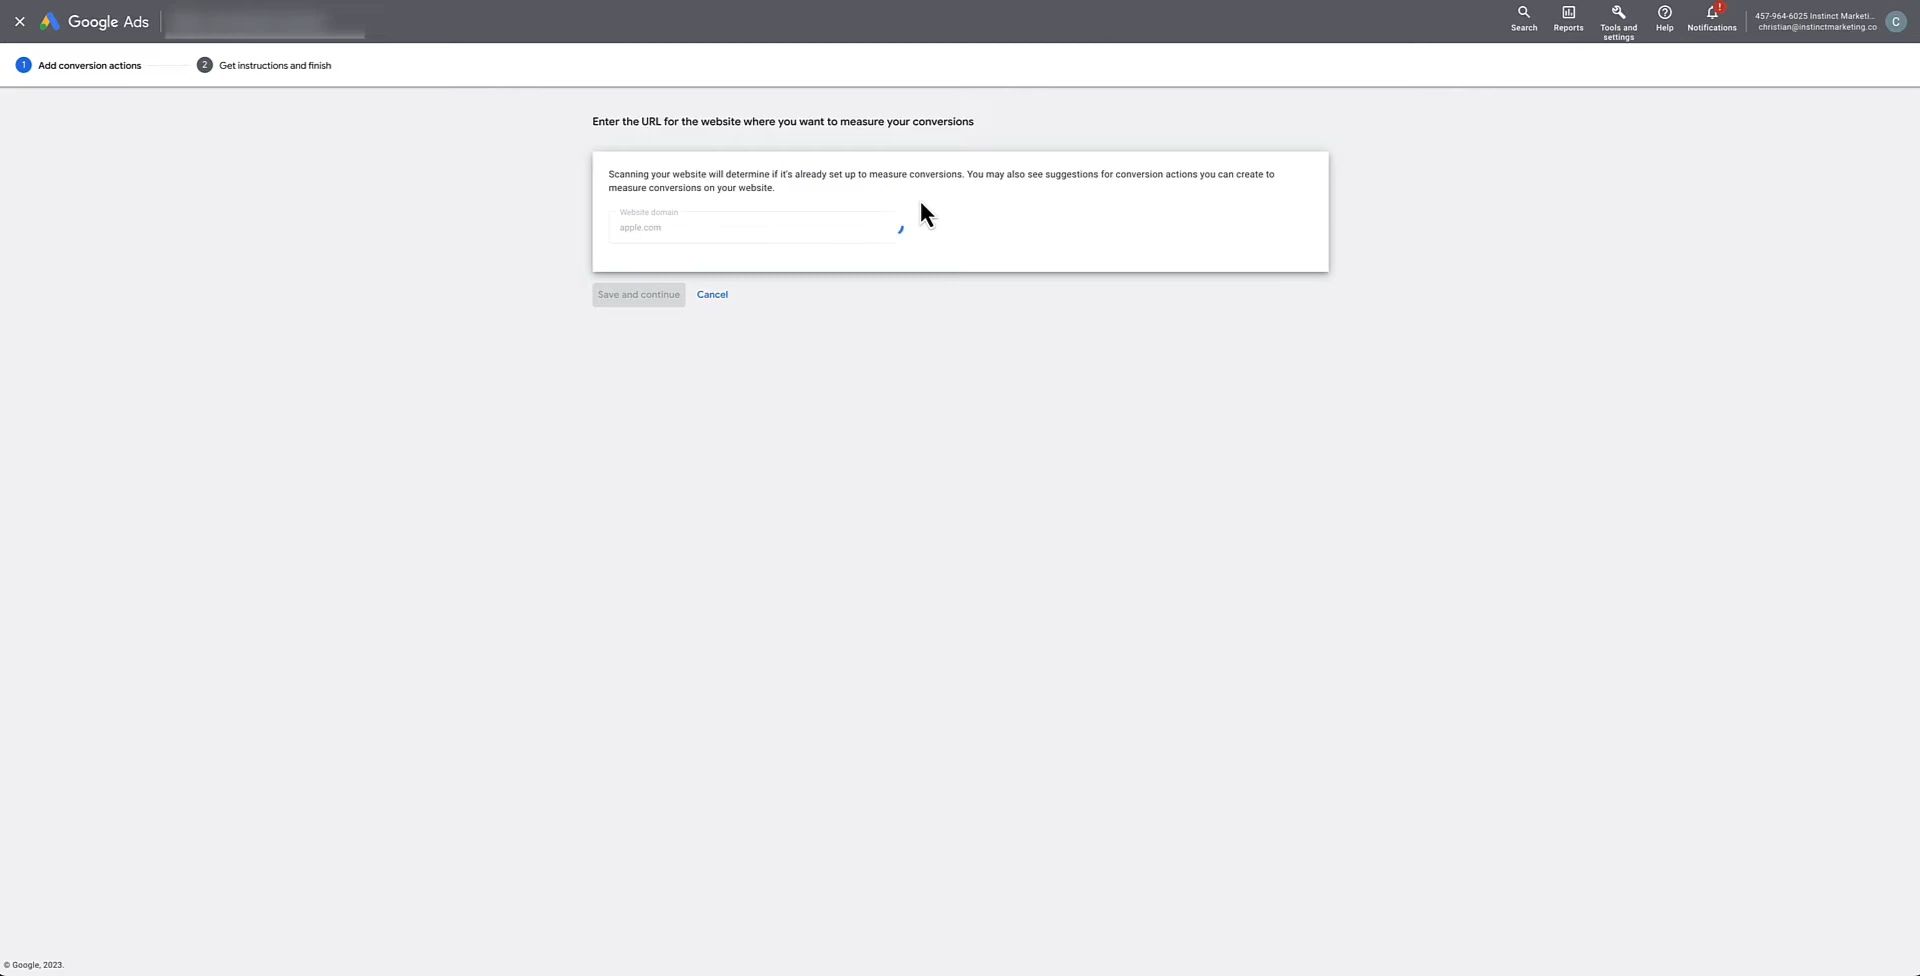 Google Ads
Search
Reports
Tools and
settings
Help
!
Notifications
457-964-6025 Instinct Marketi...
christian@instinctmarketing.co
C
1 Add conversion actions
2 Get instructions and finish
Enter the URL for the website where you want to measure your conversions
Scanning your website will determine if it's already set up to measure conversions. You may also see suggestions for conversion actions you can create to
measure conversions on your website.
Website domain
apple.com
Save and continue
Cancel
© Google, 2023.